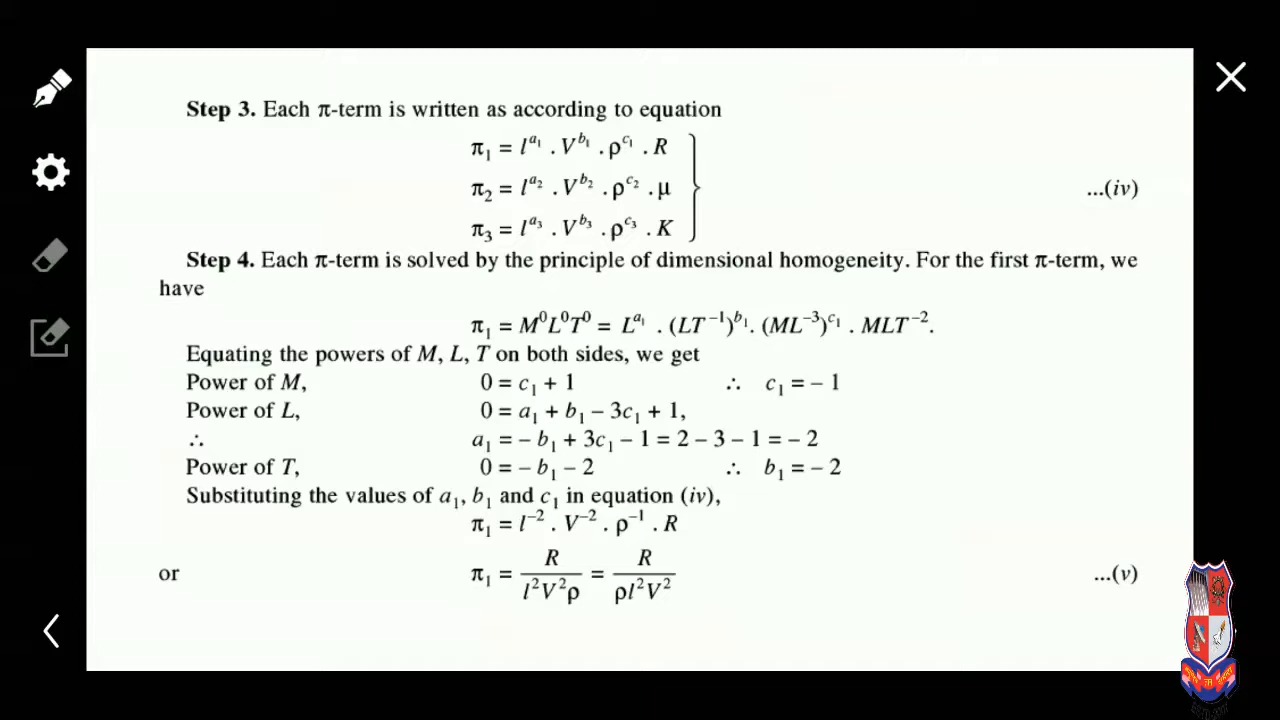 Step 3. Each π-term is written as according to equation
π₁ = l^a₁ . V^b₁ . ρ^c₁ . R
π₂ = l^a₂ . V^b₂ . ρ^c₂ . μ ...(iv)
π₃ = l^a₃ . V^b₃ . ρ^c₃ . K
Step 4. Each π-term is solved by the principle of dimensional homogeneity. For the first π-term, we
have
π₁ = M⁰L⁰T⁰ = L^a₁ . (LT⁻¹)^b₁. (ML⁻³)^c₁ . MLT⁻².
Equating the powers of M, L, T on both sides, we get
Power of M, 0 = c₁ + 1 ∴ c₁ = – 1
Power of L, 0 = a₁ + b₁ – 3c₁ + 1,
∴ a₁ = – b₁ + 3c₁ – 1 = 2 – 3 – 1 = – 2
Power of T, 0 = – b₁ – 2 ∴ b₁ = – 2
Substituting the values of a₁, b₁ and c₁ in equation (iv),
π₁ = l⁻² . V⁻² . ρ⁻¹ . R
or π₁ = R / l²V²ρ = R / ρl²V² ...(v)